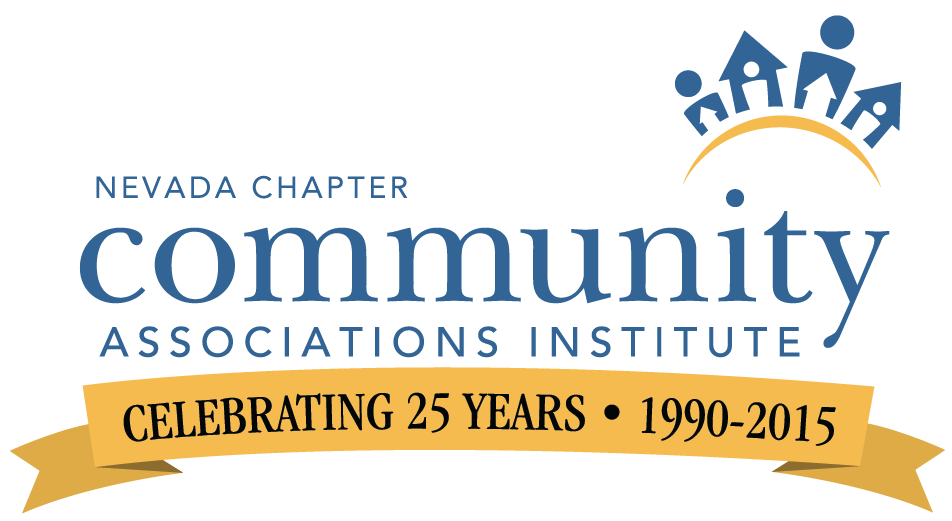 NEVADA CHAPTER
community
ASSOCIATIONS INSTITUTE
CELEBRATING 25 YEARS • 1990-2015